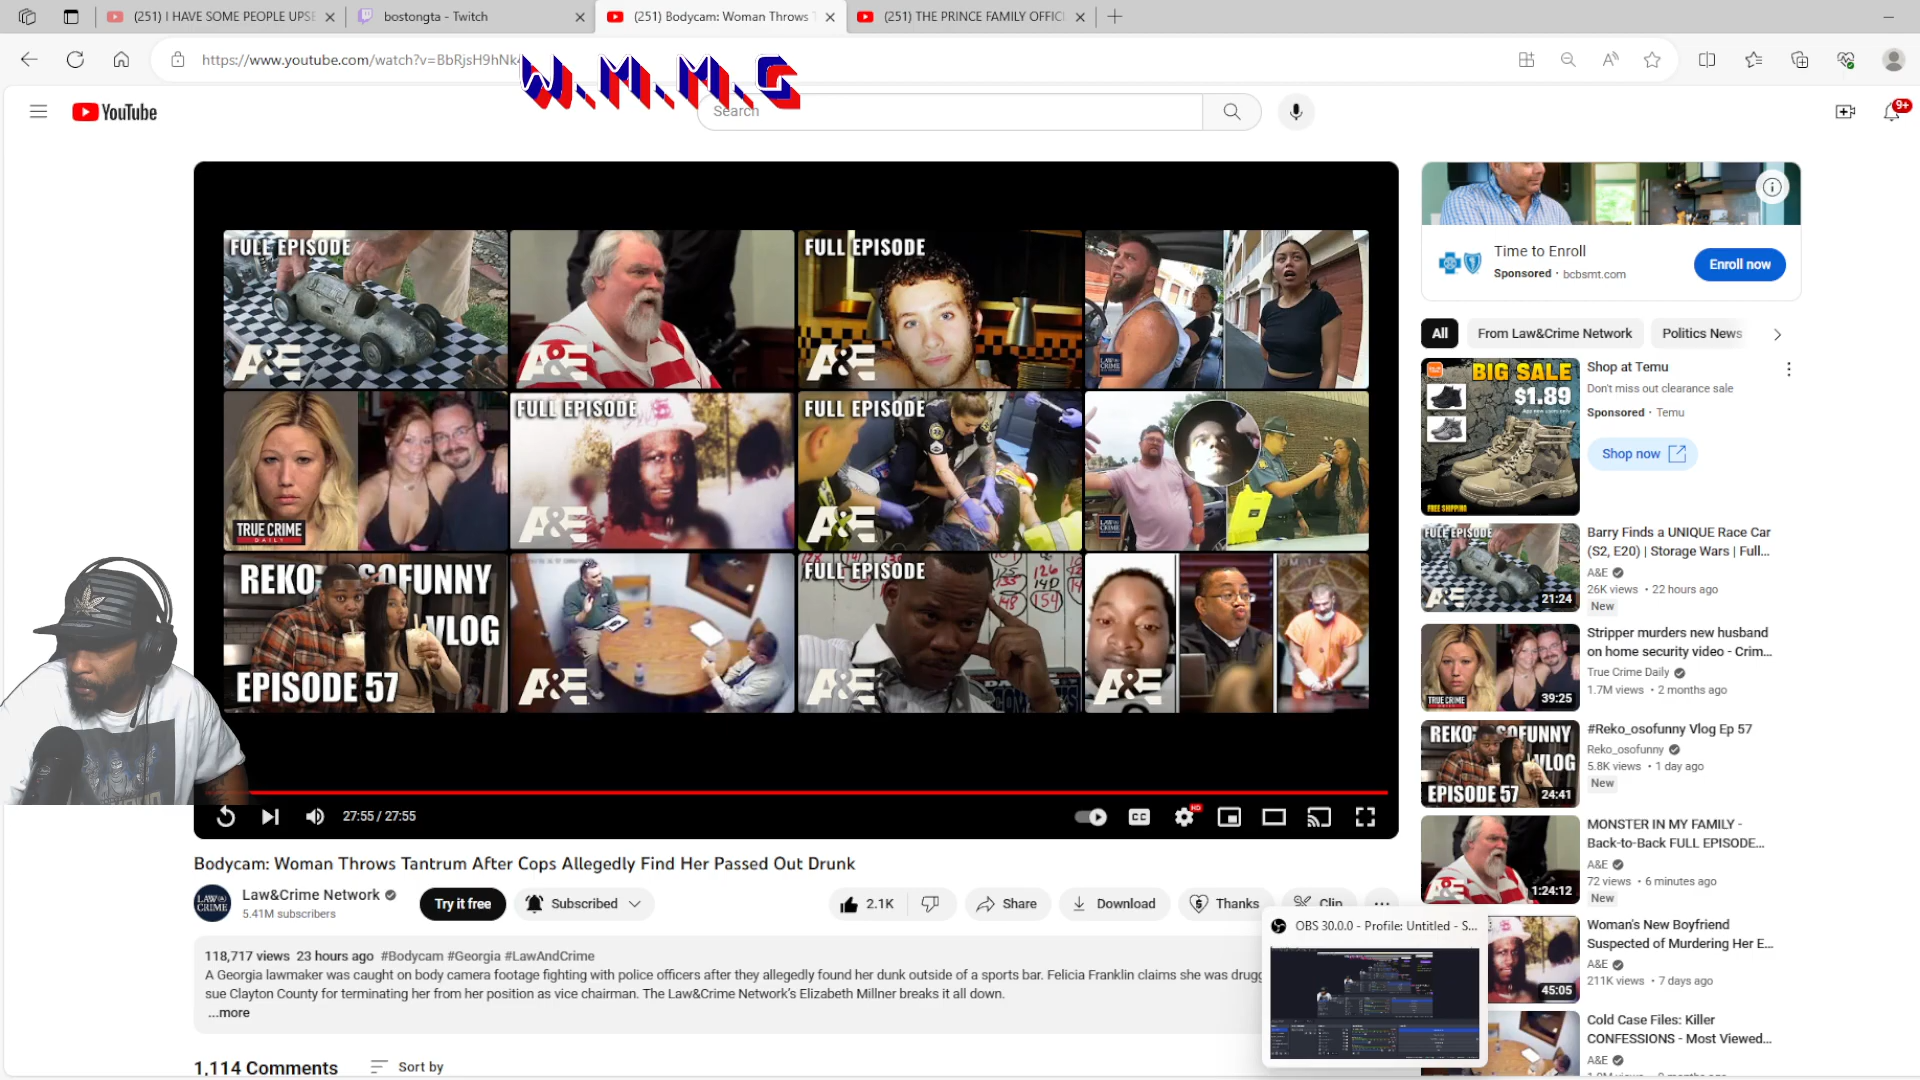 (251) I HAVE SOME PEOPLE UPSE
bostongta - Twitch
(251) Bodycam: Woman Throws T
(251) THE PRINCE FAMILY OFFIC
https://www.youtube.com/watch?v=BbRjsH9hNk
W.M.M.G
YouTube
Search
9+
FULL EPISODE
A&E
A&E
FULL EPISODE
A&E
LAW& CRIME
TRUE CRIME
DAILY
FULL EPISODE
A&E
FULL EPISODE
A&E
LAW& CRIME
REKO_OSOFUNNY
VLOG
EPISODE 57
A&E
FULL EPISODE
A&E
A&E
27:55 / 27:55
CC
HD
Bodycam: Woman Throws Tantrum After Cops Allegedly Find Her Passed Out Drunk
LAW&
CRIME
Law&Crime Network
5.41M subscribers
Try it free
Subscribed
2.1K
Share
Download
Thanks
Clip
118,717 views 23 hours ago #Bodycam #Georgia #LawAndCrime
A Georgia lawmaker was caught on body camera footage fighting with police officers after they allegedly found her dunk outside of a sports bar. Felicia Franklin claims she was drugg
sue Clayton County for terminating her from her position as vice chairman. The Law&Crime Network's Elizabeth Millner breaks it all down.
...more
1,114 Comments
Sort by
OBS 30.0.0 - Profile: Untitled - S...
Time to Enroll
Sponsored · bcbsmt.com
Enroll now
All
From Law&Crime Network
Politics News
BIG SALE
$1.89
FREE SHIPPING
Shop at Temu
Don't miss out clearance sale
Sponsored · Temu
Shop now
FULL EPISODE
A&E
21:24
Barry Finds a UNIQUE Race Car
(S2, E20) | Storage Wars | Full...
A&E
26K views · 22 hours ago
New
TRUE CRIME
39:25
Stripper murders new husband
on home security video - Crim...
True Crime Daily
1.7M views · 2 months ago
REKO_OSOFUNNY
VLOG
EPISODE 57
24:41
#Reko_osofunny Vlog Ep 57
Reko_osofunny
5.8K views · 1 day ago
New
A&E
1:24:12
MONSTER IN MY FAMILY -
Back-to-Back FULL EPISODE...
A&E
72 views · 6 minutes ago
New
45:05
Woman's New Boyfriend
Suspected of Murdering Her E...
A&E
211K views · 7 days ago
Cold Case Files: Killer
CONFESSIONS - Most Viewed...
A&E